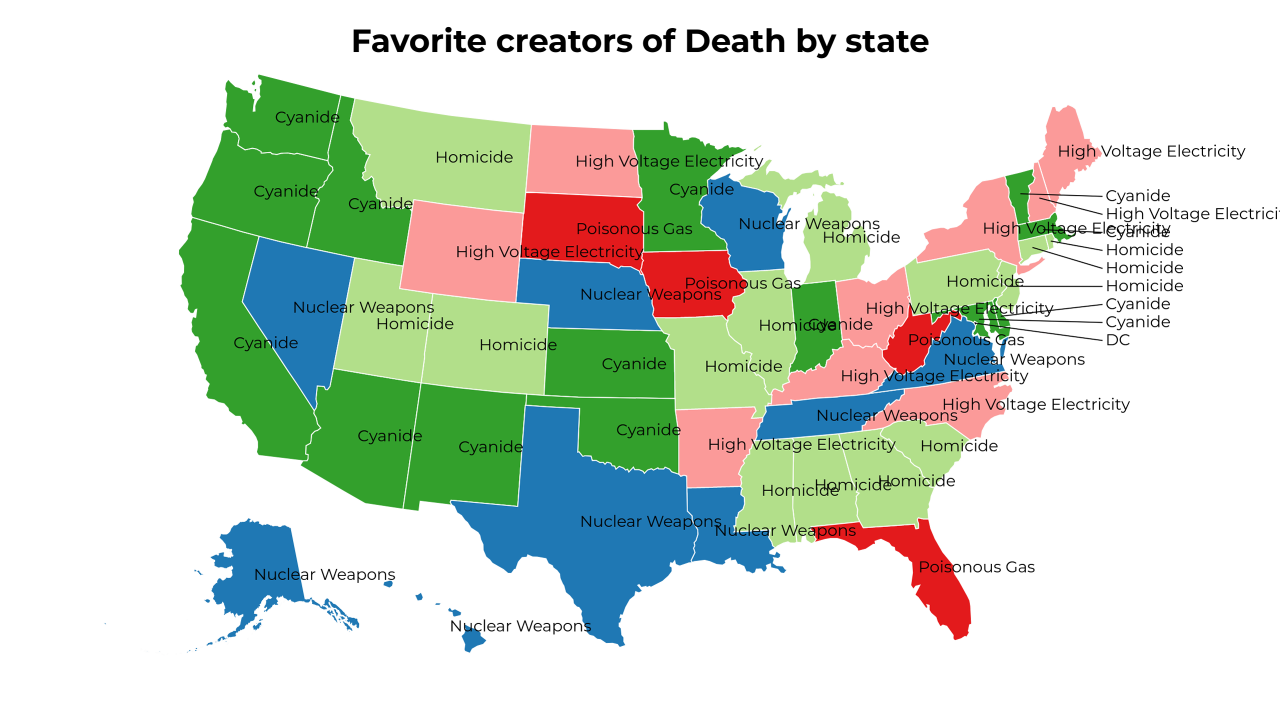 Favorite creators of Death by state
Cyanide
High Voltage Electricity
Homicide
High Voltage Electricity
Cyanide
Cyanide
Cyanide
Cyanide
High Voltage Electrici
Nuclear Weapons
Poisonous Gas
High Voltage Electricity
Cyanide
Homicide
Homicide
High Voltage Electricity
Homicide
Homicide
Poisonous Gas
Homicide
Nuclear Weapons
Cyanide
Nuclear Weapons
High Voltage Electricity
Cyanide
Homicide
Homicide
Cyanide
Cyanide
Poisonous Gas
DC
Homicide
Nuclear Weapons
Cyanide
Homicide
High Voltage Electricity
High Voltage Electricity
Nuclear Weapons
Cyanide
Cyanide
High Voltage Electricity
Homicide
Cyanide
Homicide
Homicide
Homicide
Nuclear Weapons
Nuclear Weapons
Poisonous Gas
Nuclear Weapons
Nuclear Weapons